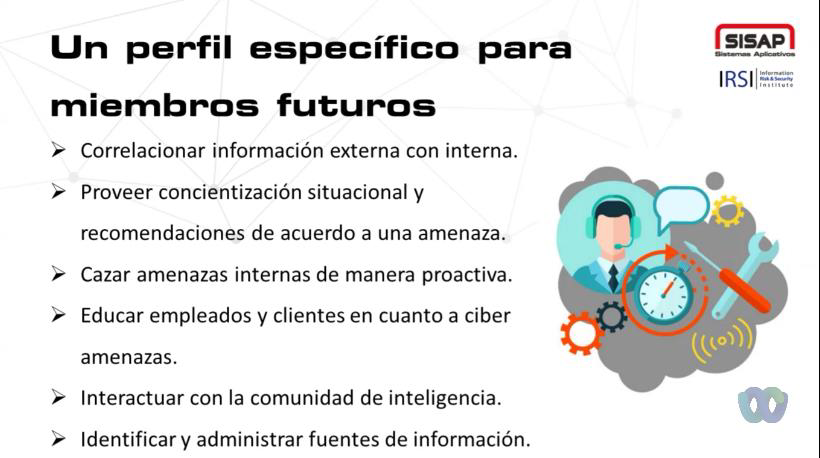 Un perfil específico para
miembros futuros
SISAP
Sistemas Aplicativos
IRSI Information
Risk & Security
Institute
➢ Correlacionar información externa con interna.
➢ Proveer concientización situacional y
recomendaciones de acuerdo a una amenaza.
➢ Cazar amenazas internas de manera proactiva.
➢ Educar empleados y clientes en cuanto a ciber
amenazas.
➢ Interactuar con la comunidad de inteligencia.
➢ Identificar y administrar fuentes de información.